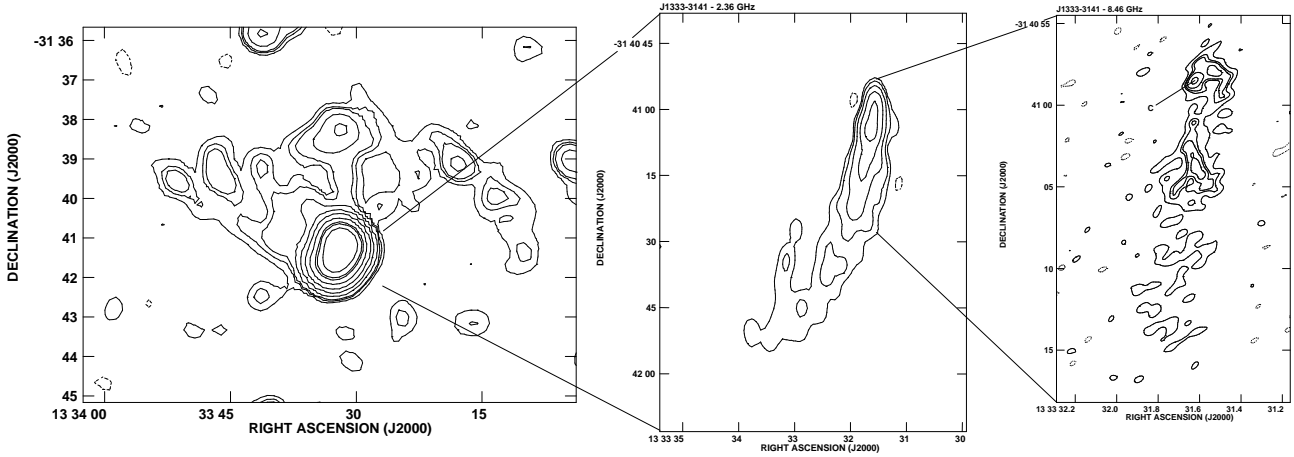 -31 36
37
38
39
40
41
42
43
44
45
13 34 00
33 45
30
15
RIGHT ASCENSION (J2000)
DECLINATION (J2000)
J1333-3141 - 2.36 GHz
-31 40 45
41 00
15
30
45
42 00
13 33 35
34
33
32
31
30
RIGHT ASCENSION (J2000)
DECLINATION (J2000)
J1333-3141 - 8.46 GHz
-31 40 55
41 00
05
10
15
C
13 33 32.2
32.0
31.8
31.6
31.4
31.2
RIGHT ASCENSION (J2000)
DECLINATION (J2000)